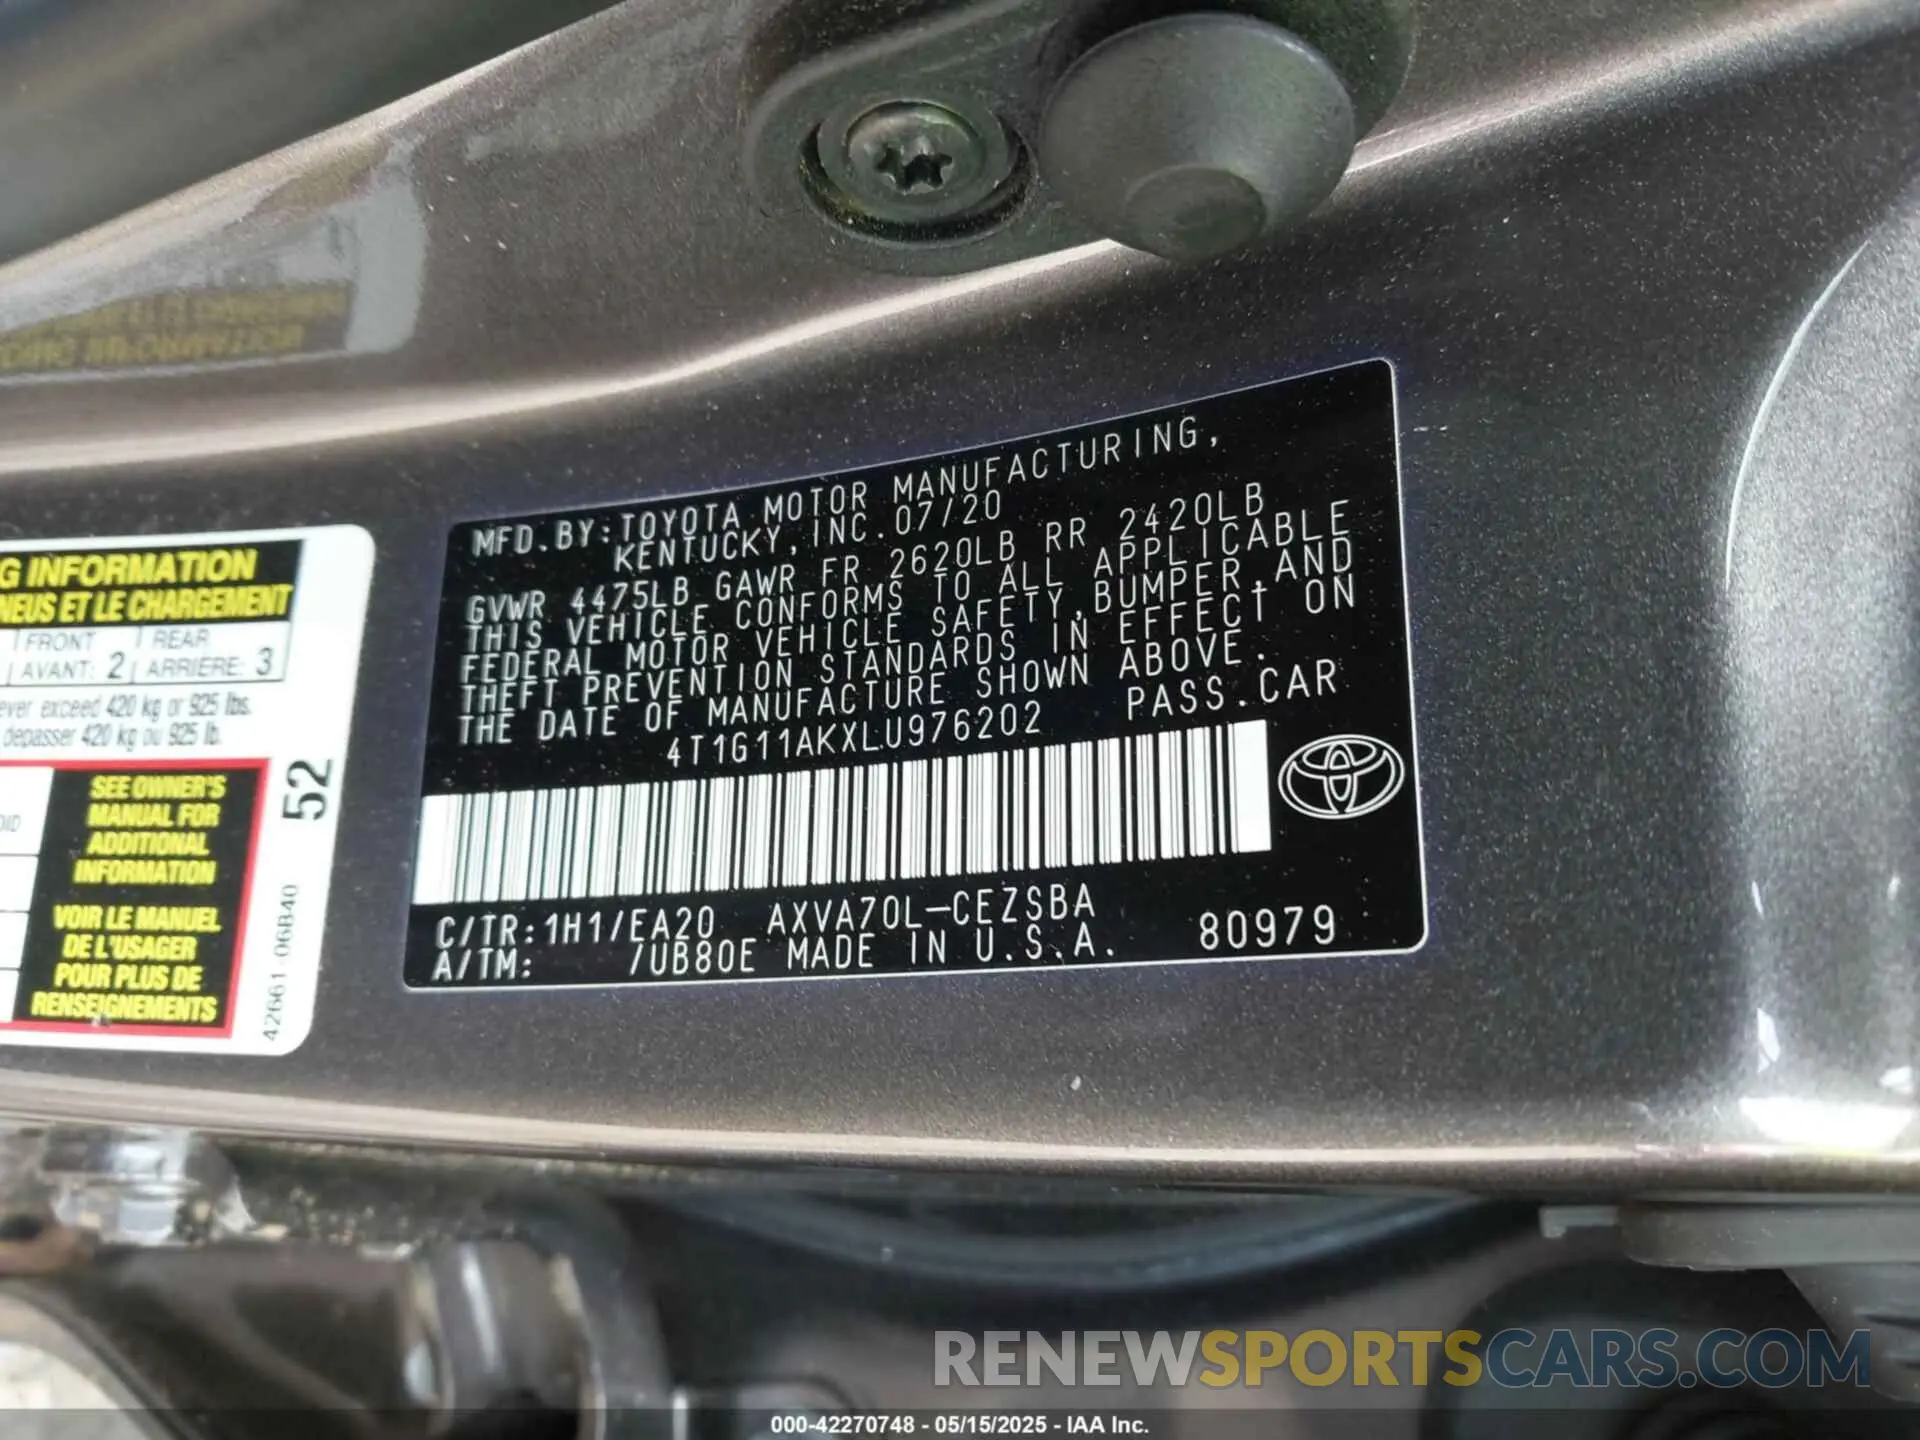 MFD.BY:TOYOTA MOTOR MANUFACTURING,
KENTUCKY,INC.07/20
GVWR 4475LB GAWR FR 2620LB RR 2420LB
THIS VEHICLE CONFORMS TO ALL APPLICABLE
FEDERAL MOTOR VEHICLE SAFETY,BUMPER,AND
THEFT PREVENTION STANDARDS IN EFFECT ON
THE DATE OF MANUFACTURE SHOWN ABOVE.
4T1G11AKXLU976202 PASS.CAR
C/TR:1H1/EA20 AXVA70L-CEZSBA
A/TM: /UB80E MADE IN U.S.A. 80979
G INFORMATION
NEUS ET LE CHARGEMENT
FRONT REAR
AVANT: 2 ARRIERE: 3
ever exceed 420 kg or 925 lbs.
depasser 420 kg ou 925 lb.
SEE OWNER'S
MANUAL FOR
ADDITIONAL
INFORMATION
VOIR LE MANUEL
DE L'USAGER
POUR PLUS DE
RENSEIGNEMENTS
52
42661-06B40
RENEWSPORTSCARS.COM
000-42270748 - 05/15/2025 - IAA Inc.